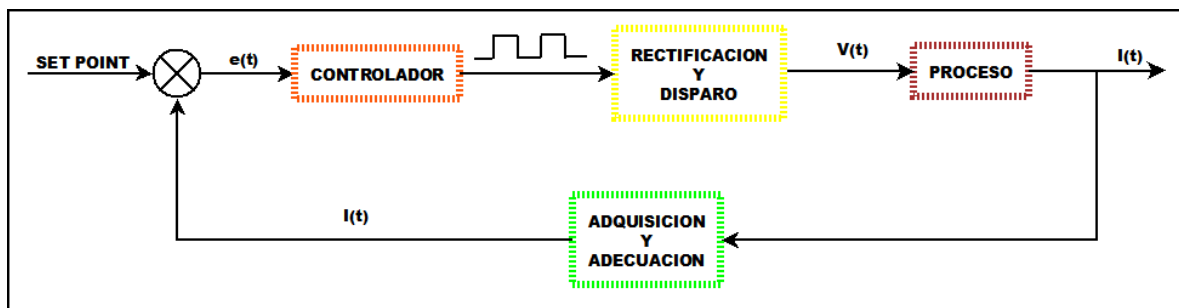 SET POINT
e(t)
CONTROLADOR
RECTIFICACION
Y
DISPARO
V(t)
PROCESO
I(t)
I(t)
ADQUISICION
Y
ADECUACION